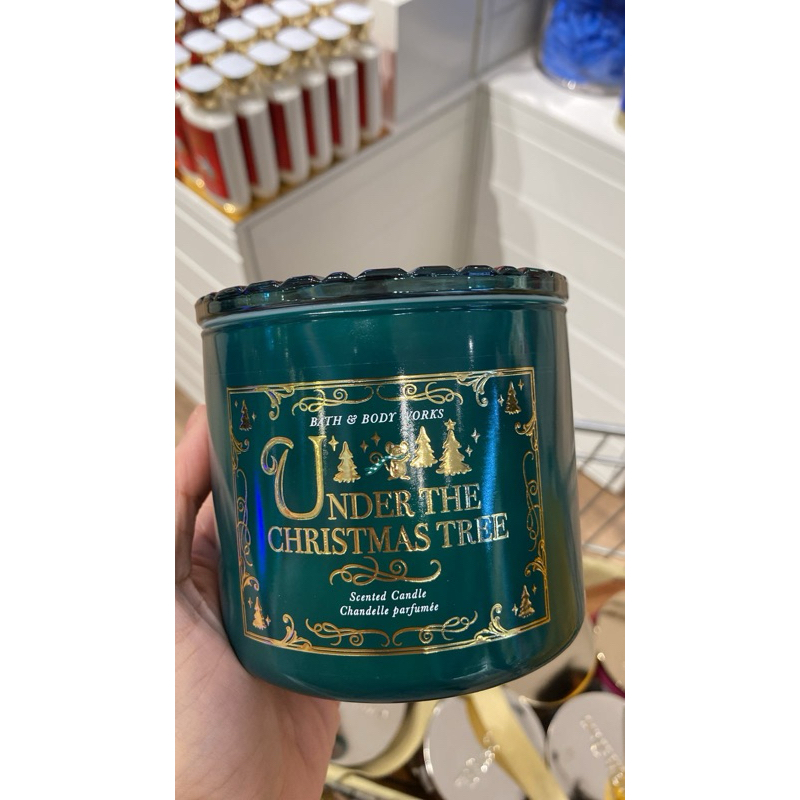 BATH & BODY WORKS
UNDER THE
CHRISTMAS TREE
Scented Candle
Chandelle parfumée